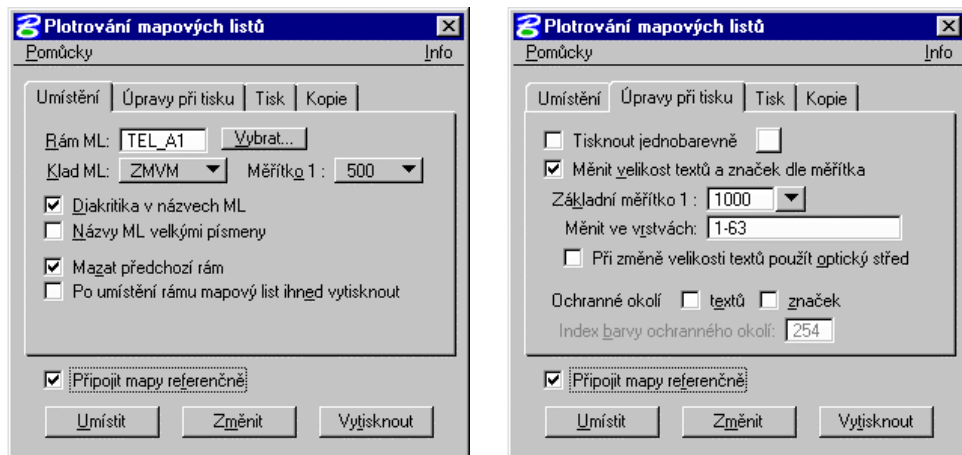 Plotrování mapových listů
Pomůcky Info
Umístění Úpravy při tisku Tisk Kopie
Rám ML: TEL_A1 Vybrat...
Klad ML: ZMVM Měřítko 1 : 500
Diakritika v názvech ML
Názvy ML velkými písmeny
Mazat předchozí rám
Po umístění rámu mapový list ihned vytisknout
Připojit mapy referenčně
Umístit Změnit Vytisknout
Plotrování mapových listů
Pomůcky Info
Umístění Úpravy při tisku Tisk Kopie
Tisknout jednobarevně
Měnit velikost textů a značek dle měřítka
Základní měřítko 1 : 1000
Měnit ve vrstvách: 1-63
Při změně velikosti textů použít optický střed
Ochranné okolí textů značek
Index barvy ochranného okolí: 254
Připojit mapy referenčně
Umístit Změnit Vytisknout